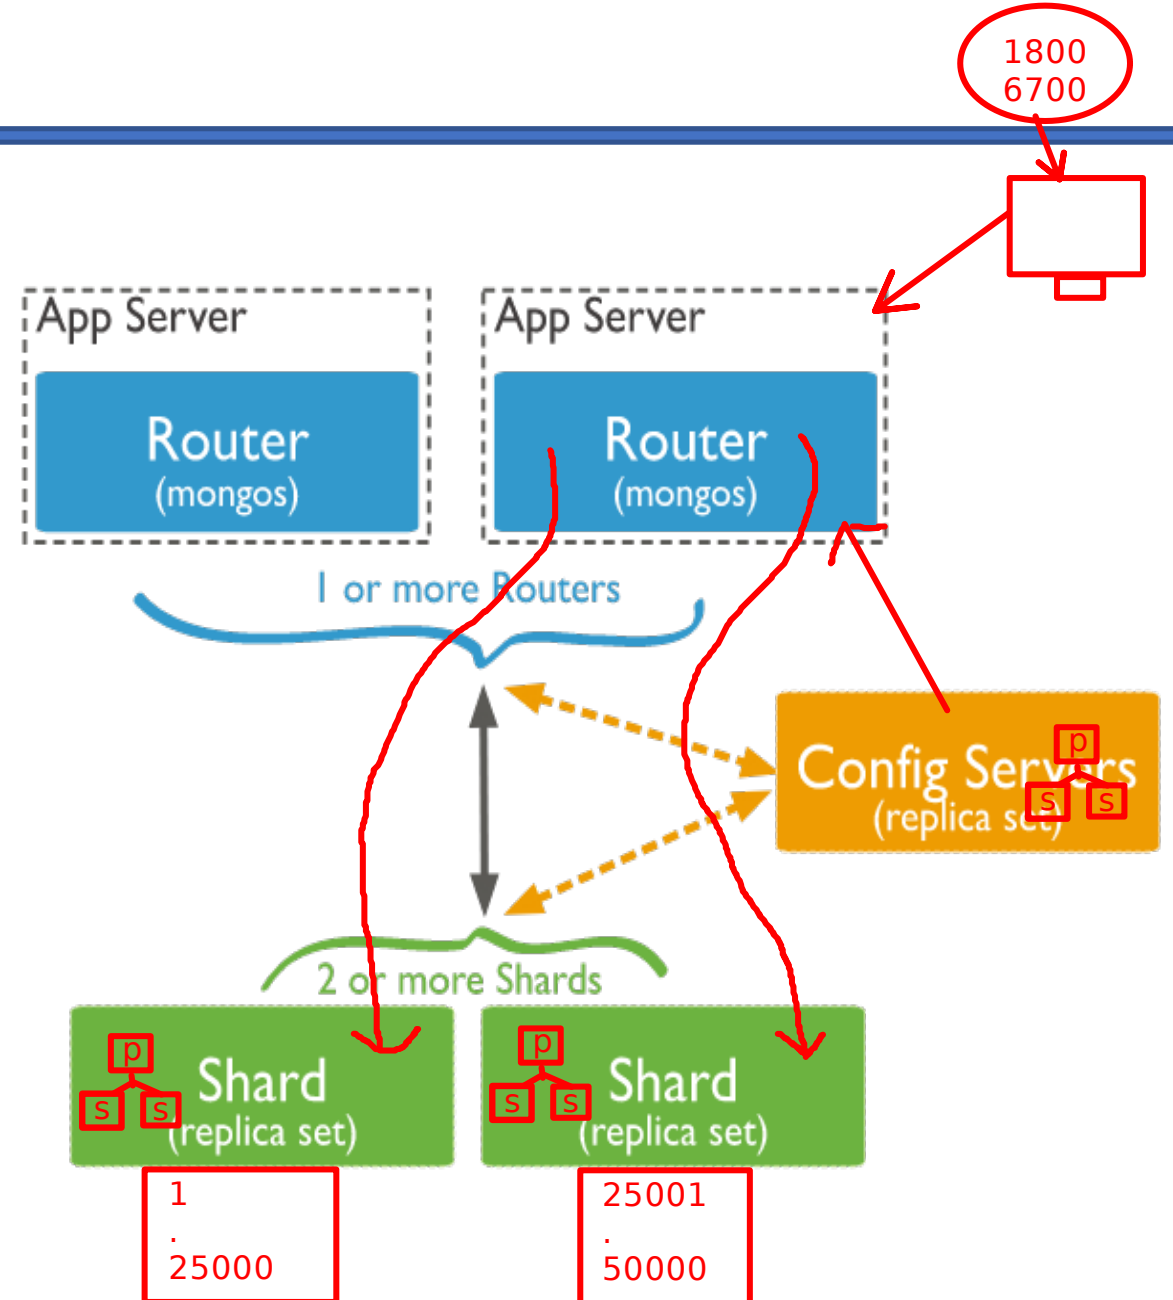 1800
6700
App Server
App Server
Router
(mongos)
Router
(mongos)
1 or more Routers
Config Servers
(replica set)
p
s
s
2 or more Shards
p
s
s
Shard
(replica set)
p
s
s
Shard
(replica set)
1
.
25000
25001
.
50000